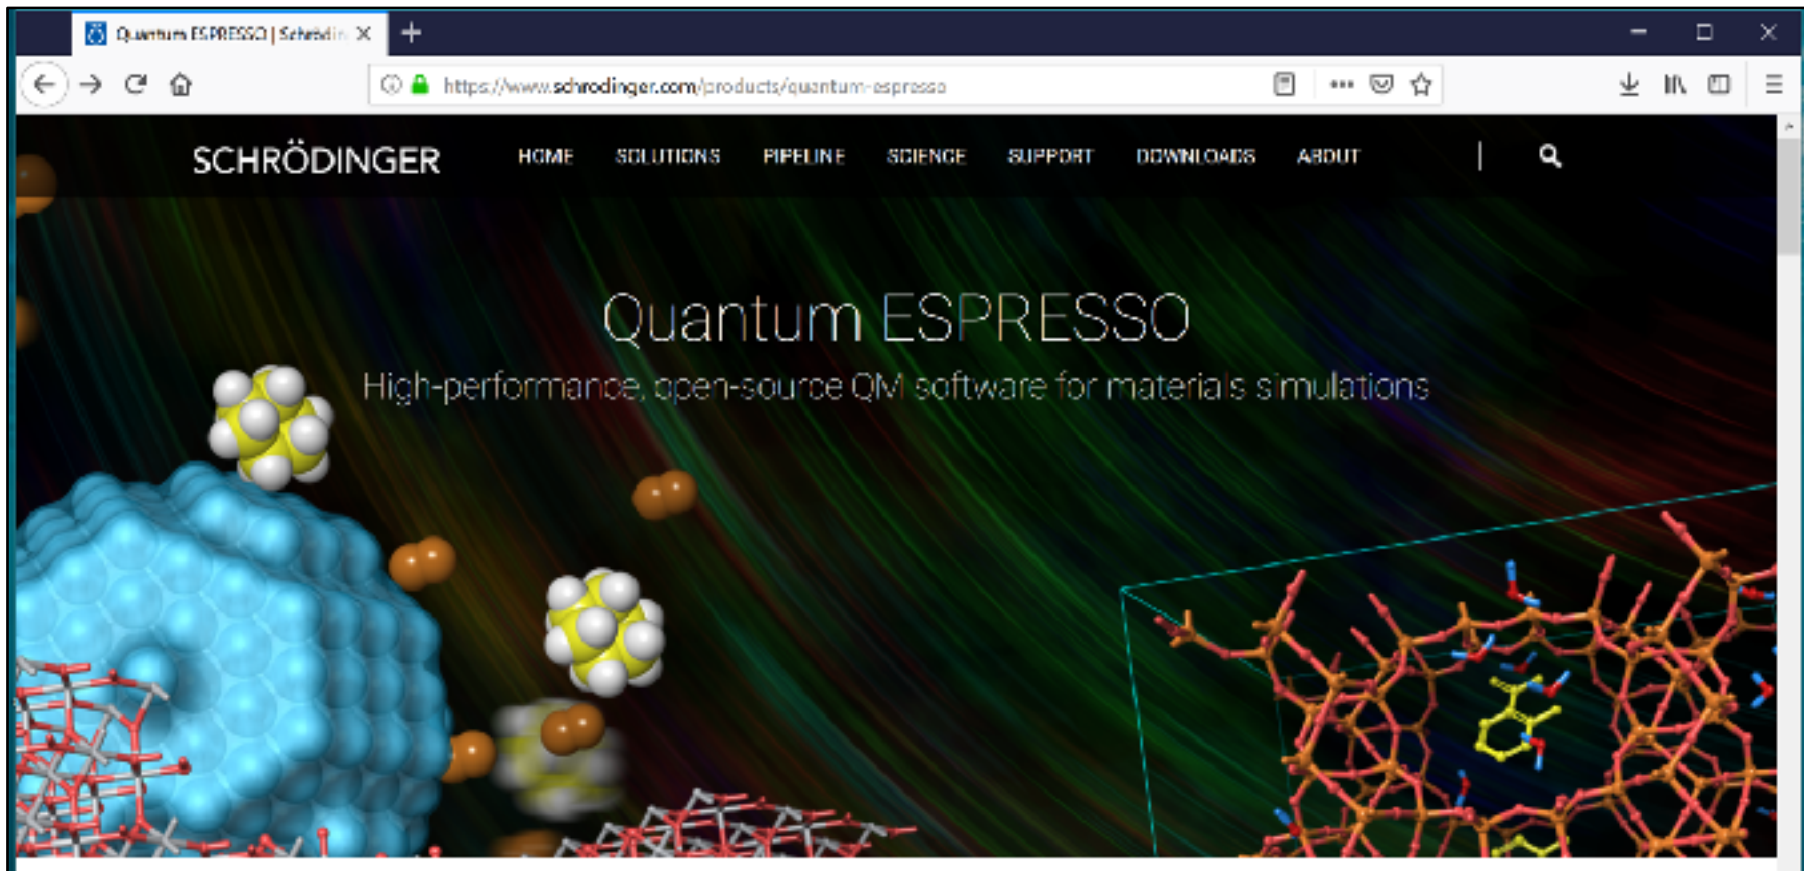 Quantum ESPRESSO | Schrödin
https://www.schrodinger.com/products/quantum-espresso
SCHRÖDINGER HOME SOLUTIONS PIPELINE SCIENCE SUPPORT DOWNLOADS ABOUT
Quantum ESPRESSO
High-performance, open-source QM software for materials simulations